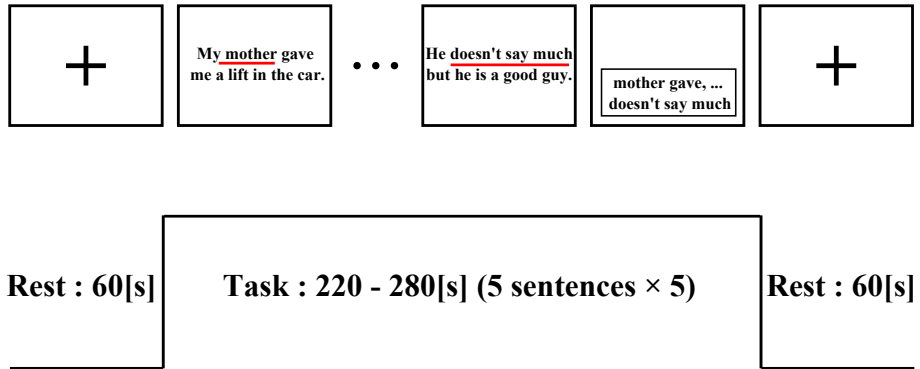 +
My mother gave
me a lift in the car.
...
He doesn't say much
but he is a good guy.
mother gave, ...
doesn't say much
+
Rest : 60[s]
Task : 220 - 280[s] (5 sentences × 5)
Rest : 60[s]